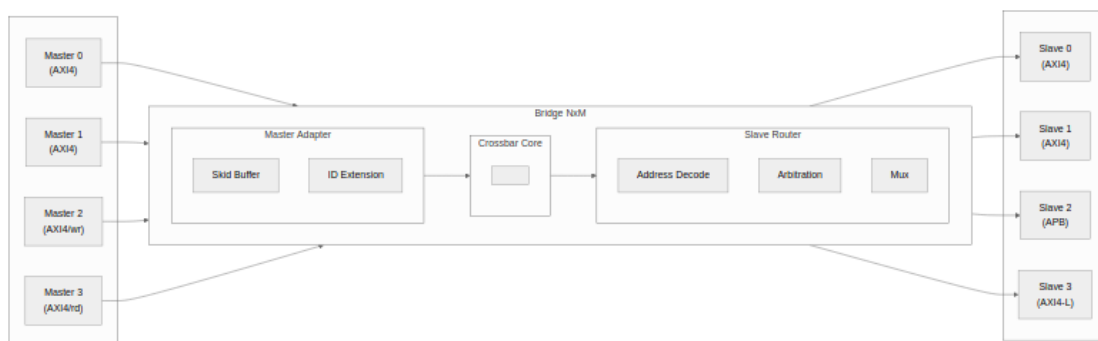 Master 0
(AXI4)
Master 1
(AXI4)
Master 2
(AXI4/wr)
Master 3
(AXI4/rd)
Bridge NxM
Master Adapter
Skid Buffer
ID Extension
Crossbar Core
Slave Router
Address Decode
Arbitration
Mux
Slave 0
(AXI4)
Slave 1
(AXI4)
Slave 2
(APB)
Slave 3
(AXI4-L)